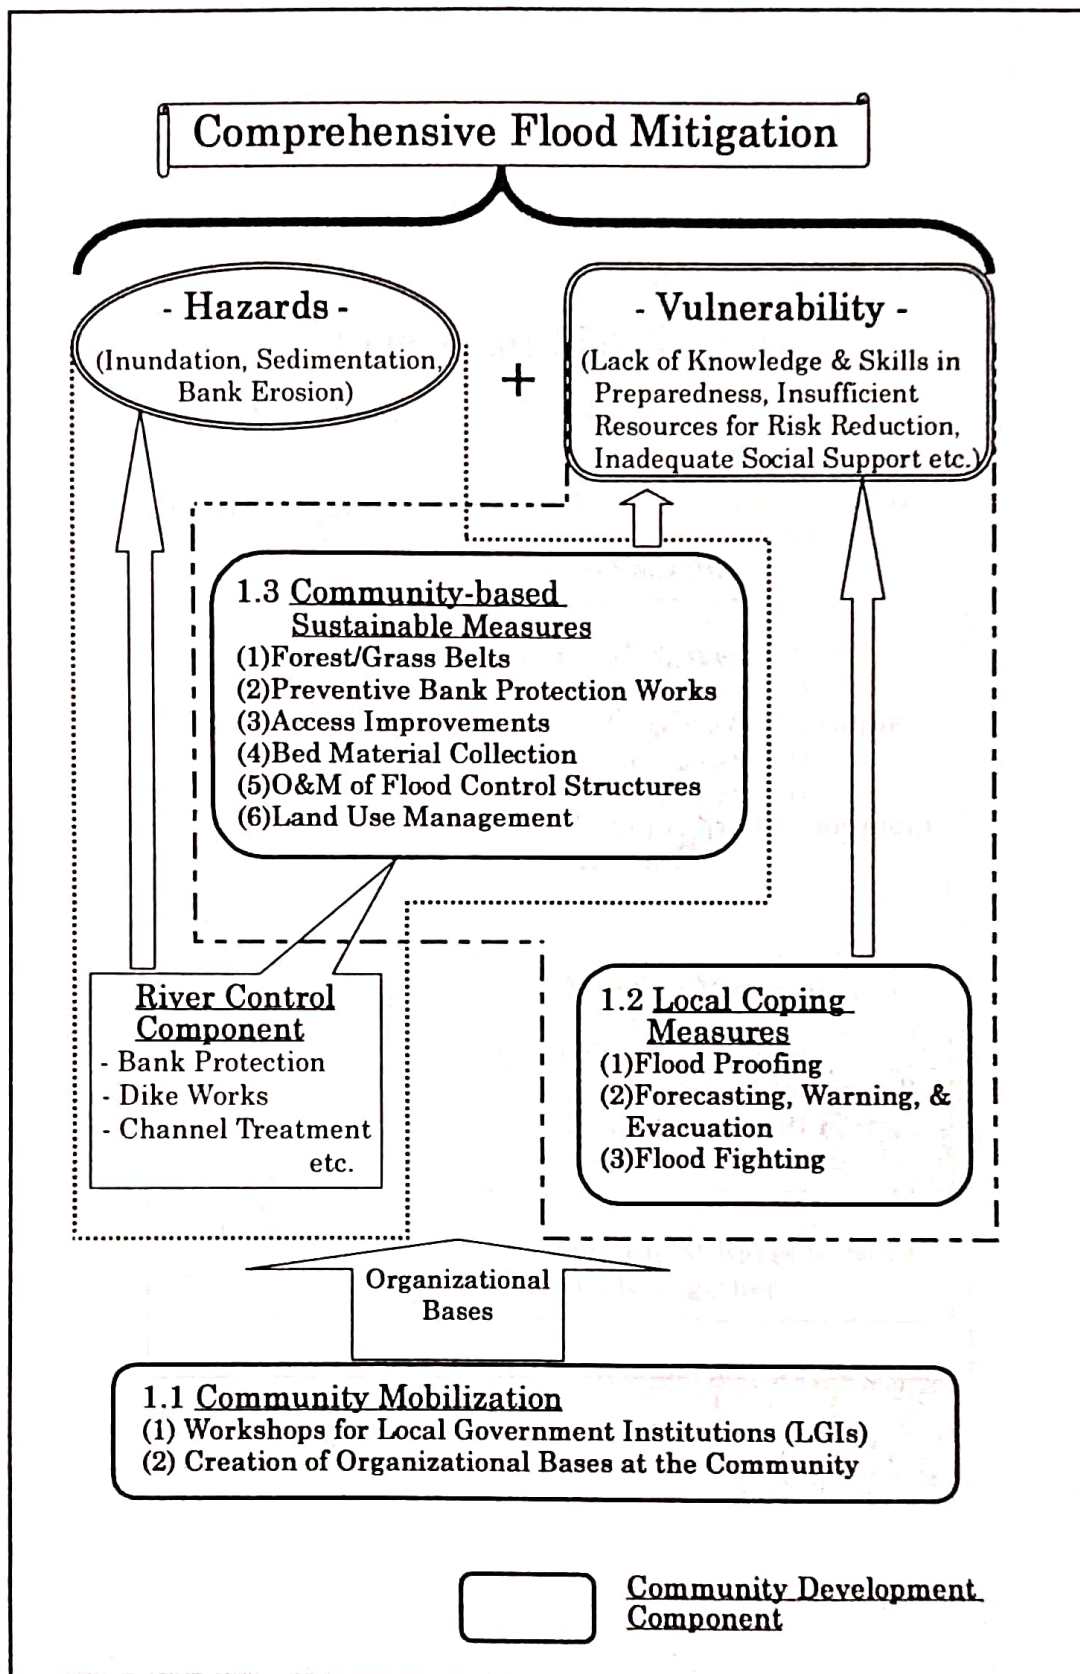 Comprehensive Flood Mitigation
- Hazards -
(Inundation, Sedimentation,
Bank Erosion)
+
- Vulnerability -
(Lack of Knowledge & Skills in
Preparedness, Insufficient
Resources for Risk Reduction,
Inadequate Social Support etc.)
1.3 Community-based
Sustainable Measures
(1)Forest/Grass Belts
(2)Preventive Bank Protection Works
(3)Access Improvements
(4)Bed Material Collection
(5)O&M of Flood Control Structures
(6)Land Use Management
River Control
Component
- Bank Protection
- Dike Works
- Channel Treatment
etc.
1.2 Local Coping
Measures
(1)Flood Proofing
(2)Forecasting, Warning, &
Evacuation
(3)Flood Fighting
Organizational
Bases
1.1 Community Mobilization
(1) Workshops for Local Government Institutions (LGIs)
(2) Creation of Organizational Bases at the Community
Community Development
Component